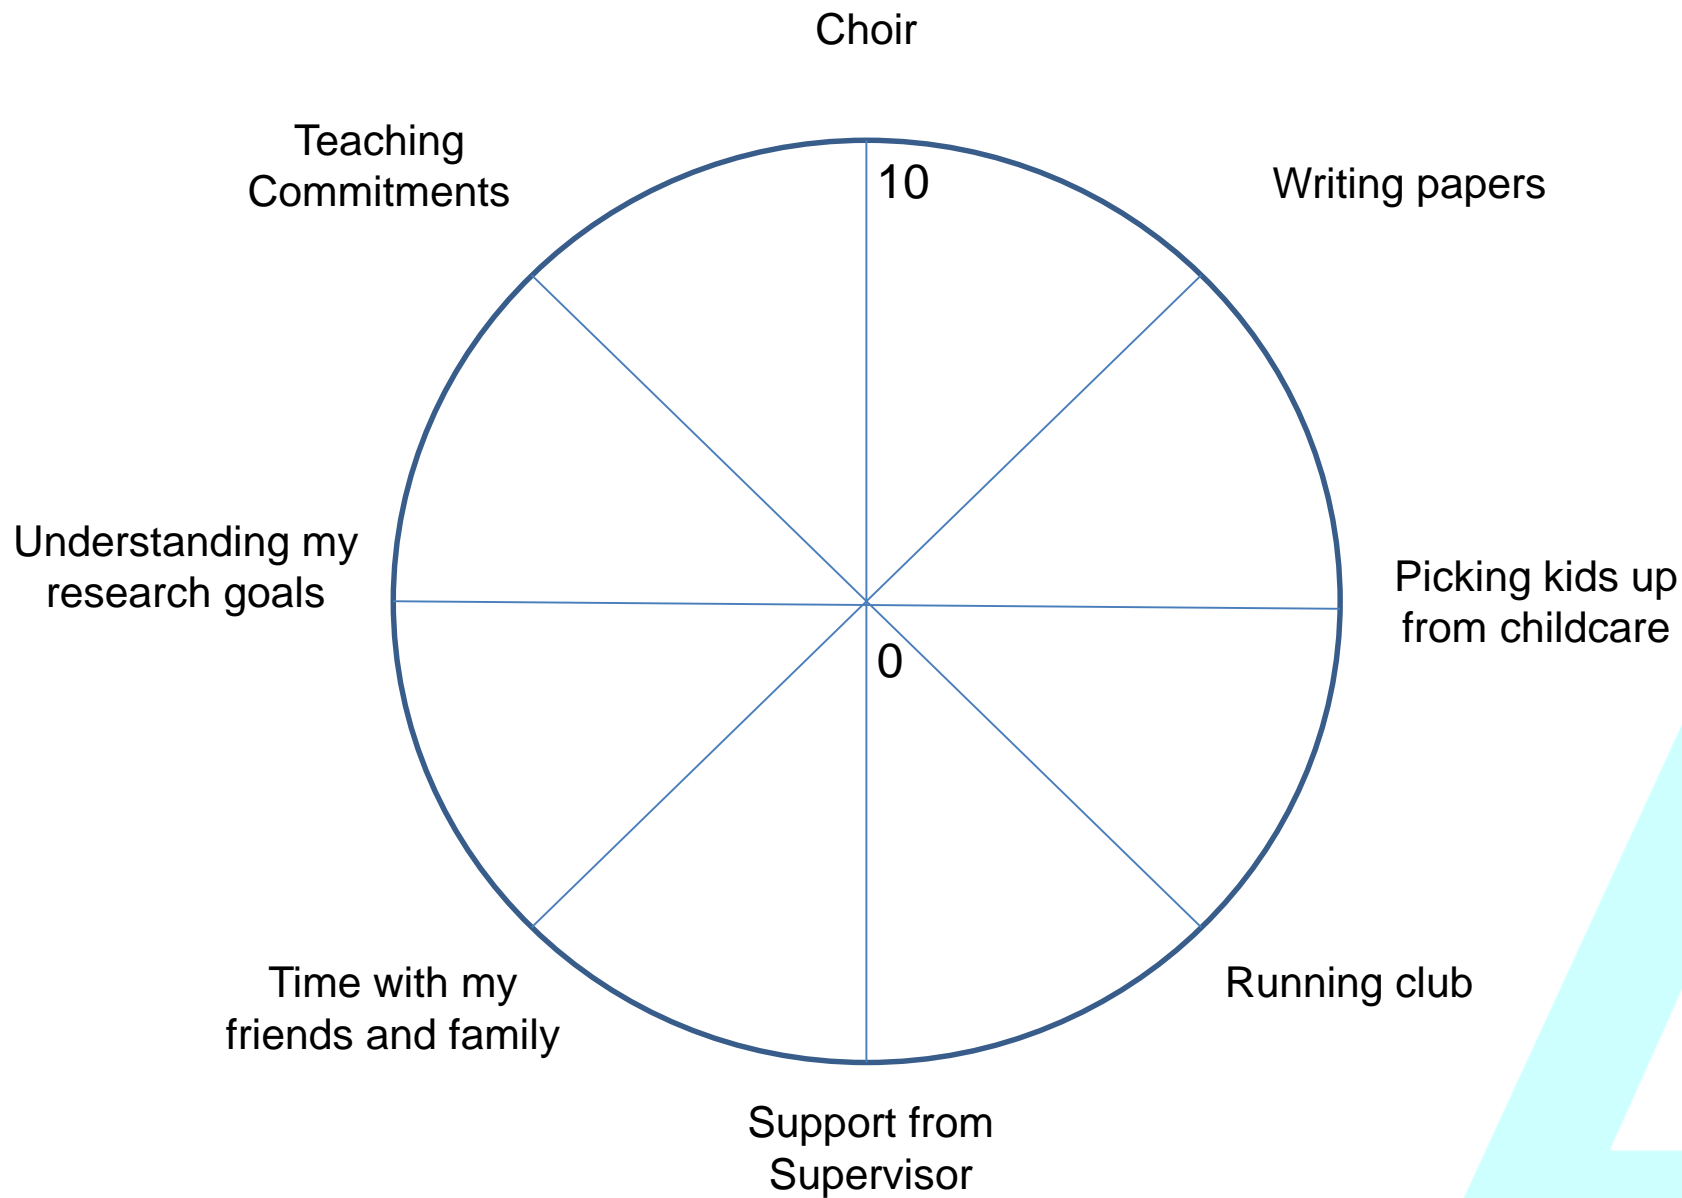 Choir
Teaching
Commitments
10
Writing papers
Understanding my
research goals
Picking kids up
from childcare
0
Time with my
friends and family
Running club
Support from
Supervisor